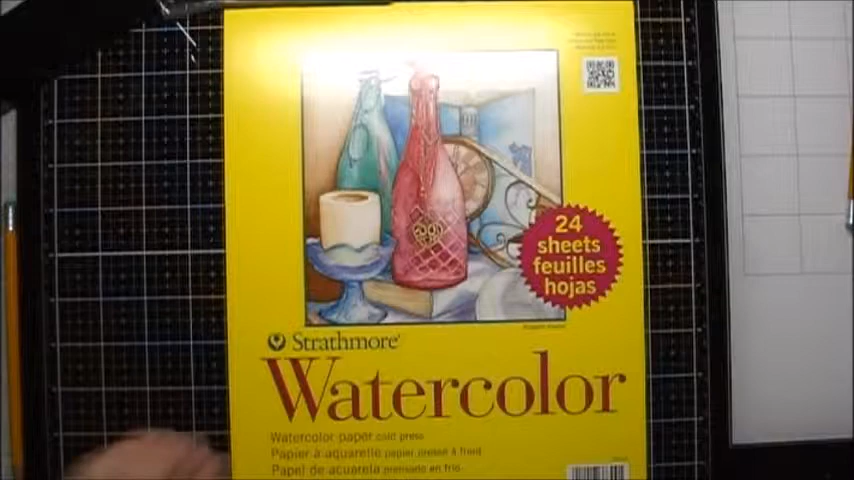 24
sheets
feuilles
hojas
Strathmore®
Watercolor
Watercolor paper cold press
Papier à aquarelle papier pressé à froid
Papel de acuarela prensado en frío